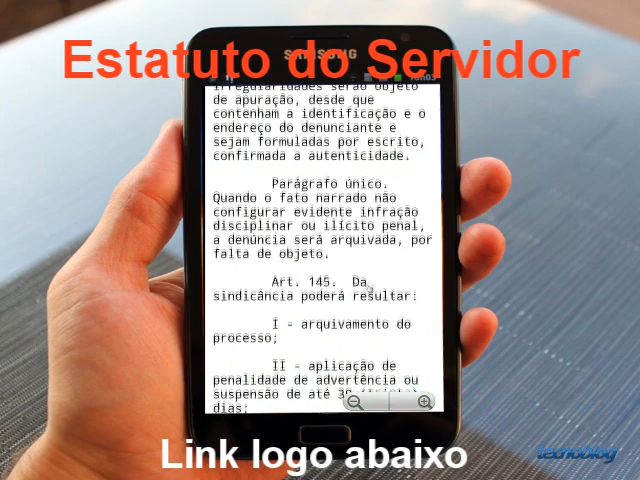 Estatuto do Servidor
SAMSUNG
irregularidades serão objeto
de apuração, desde que
contenham a identificação e o
endereço do denunciante e
sejam formuladas por escrito,
confirmada a autenticidade.
Parágrafo único.
Quando o fato narrado não
configurar evidente infração
disciplinar ou ilícito penal,
a denúncia será arquivada, por
falta de objeto.
Art. 145. Da
sindicância poderá resultar:
I - arquivamento do
processo;
II - aplicação de
penalidade de advertência ou
suspensão de até 30 (trinta)
dias;
Link logo abaixo
tecnoblog